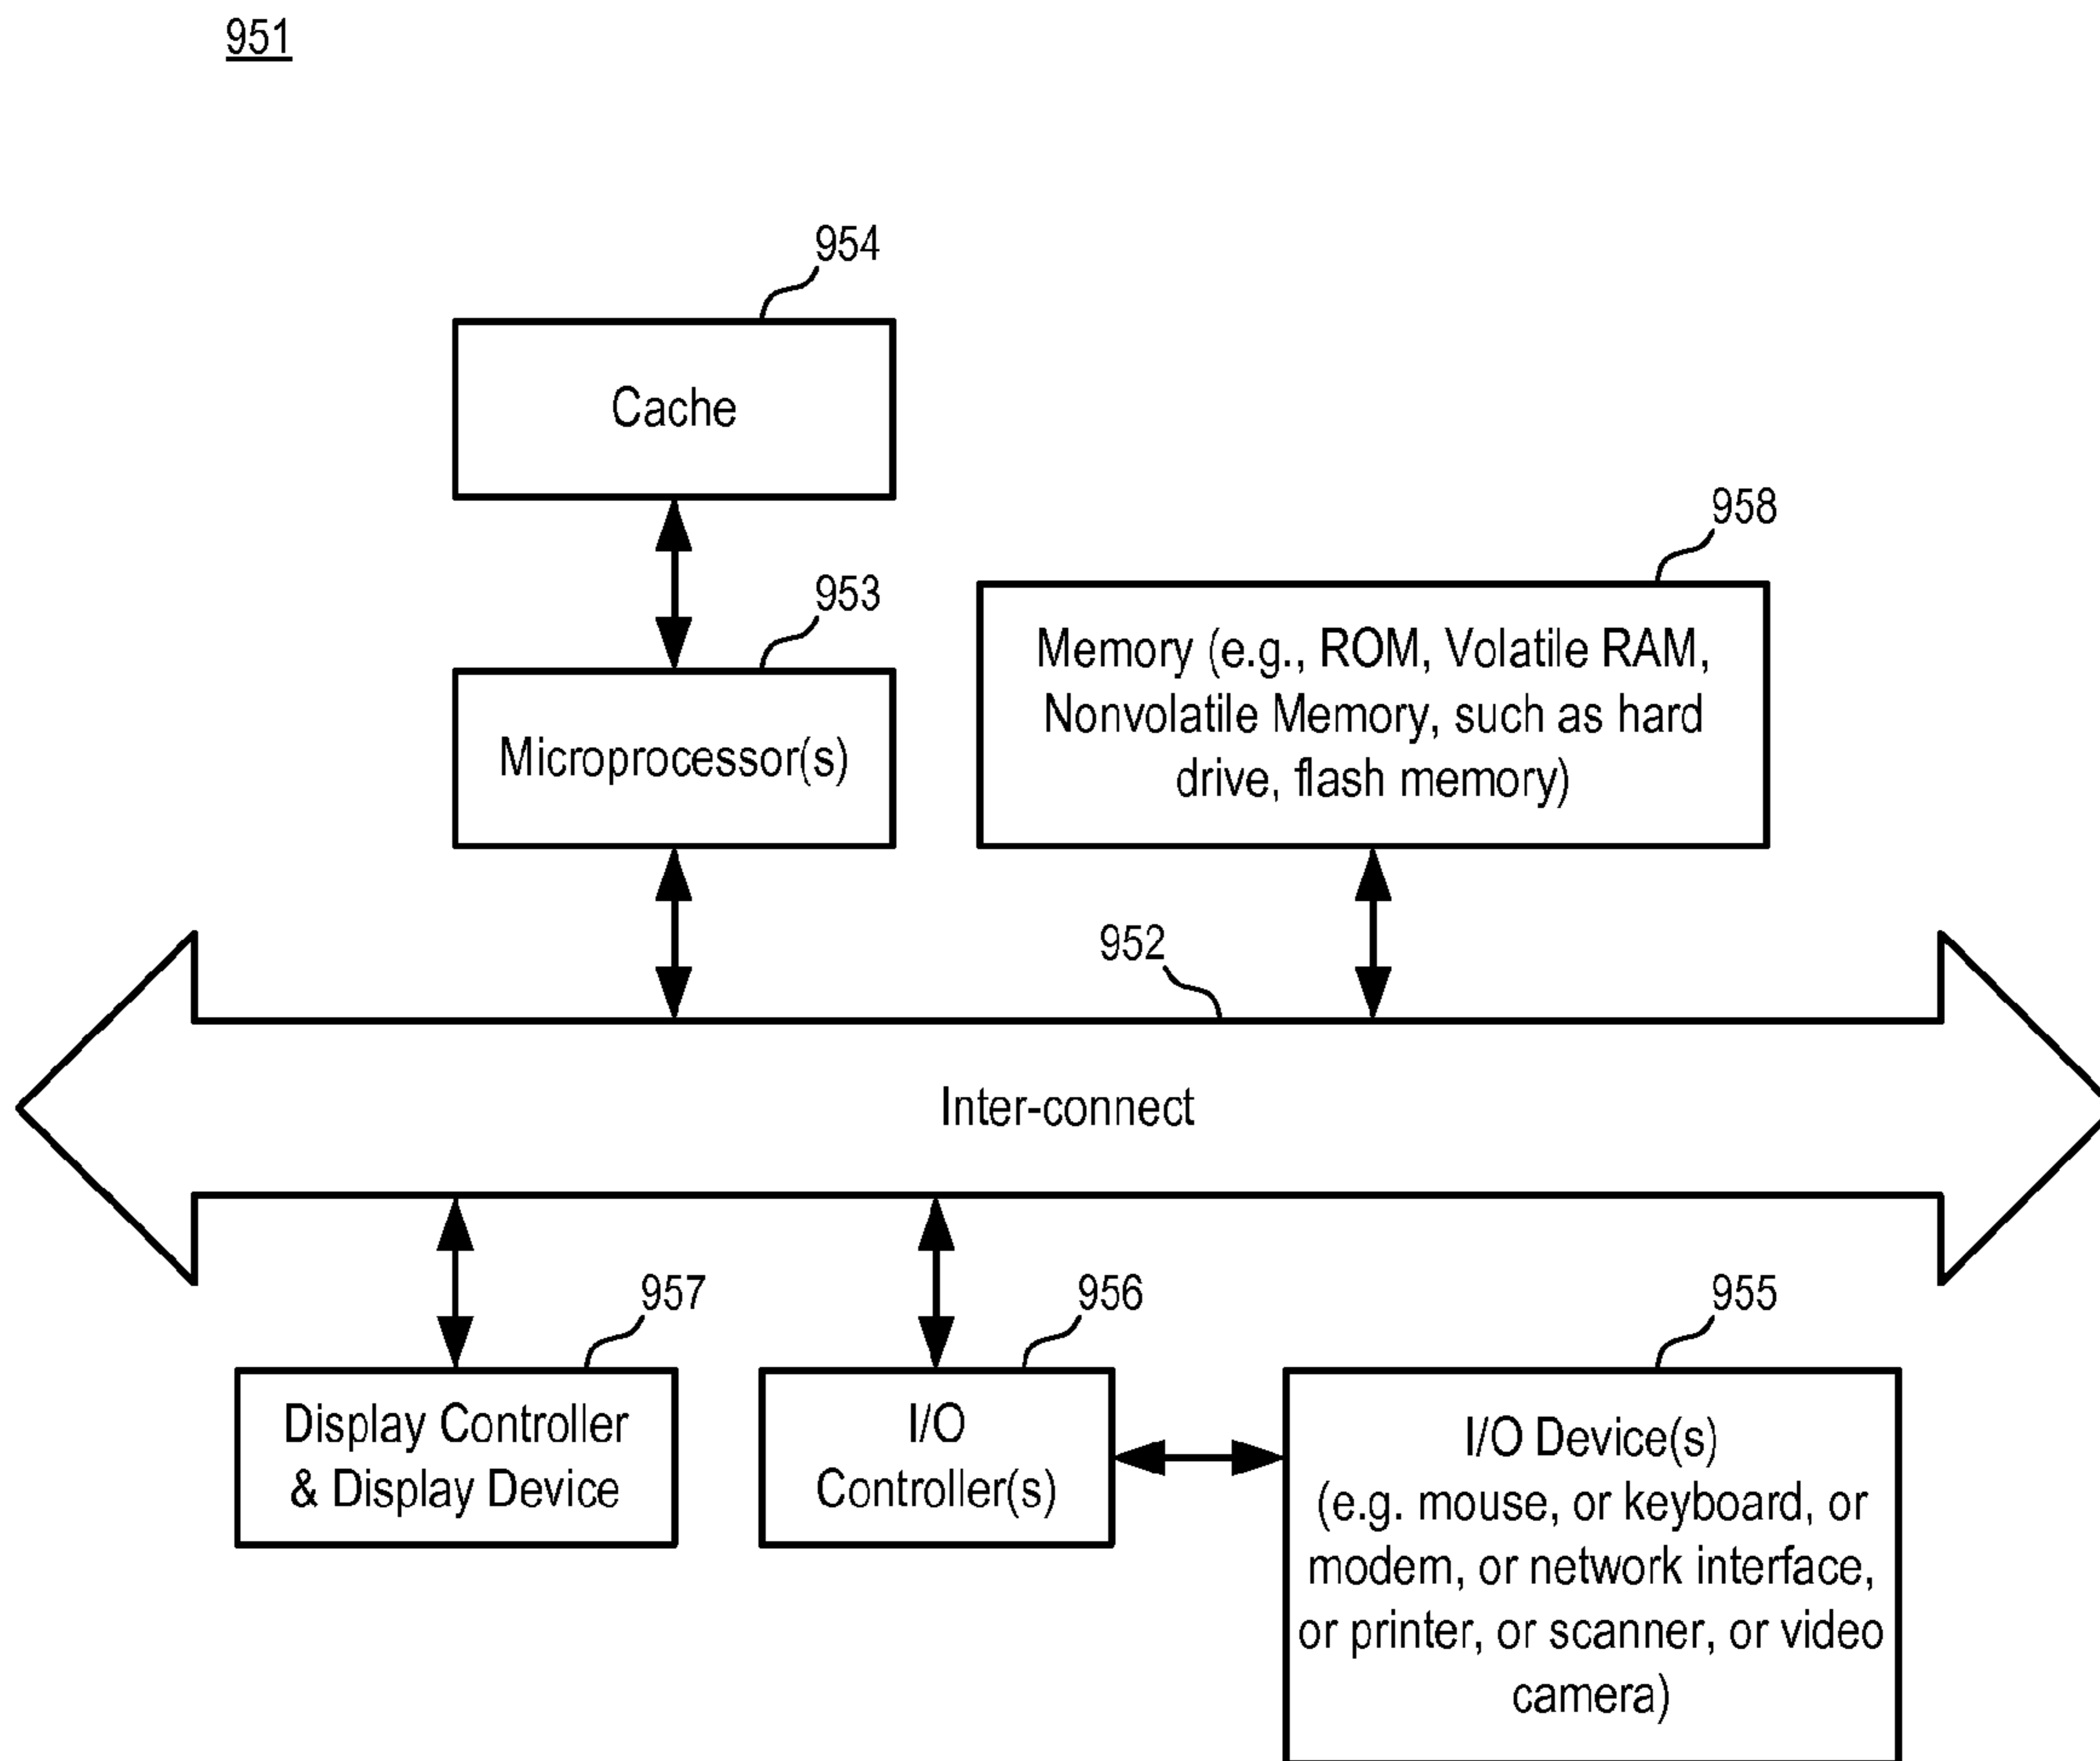 951
954
Cache
958
953
Memory (e.g., ROM, Volatile RAM,
Nonvolatile Memory, such as hard
drive, flash memory)
Microprocessor(s)
952
Inter-connect
957
956
955
Display Controller
& Display Device
I/O
Controller(s)
I/O Device(s)
(e.g. mouse, or keyboard, or
modem, or network interface,
or printer, or scanner, or video
camera)